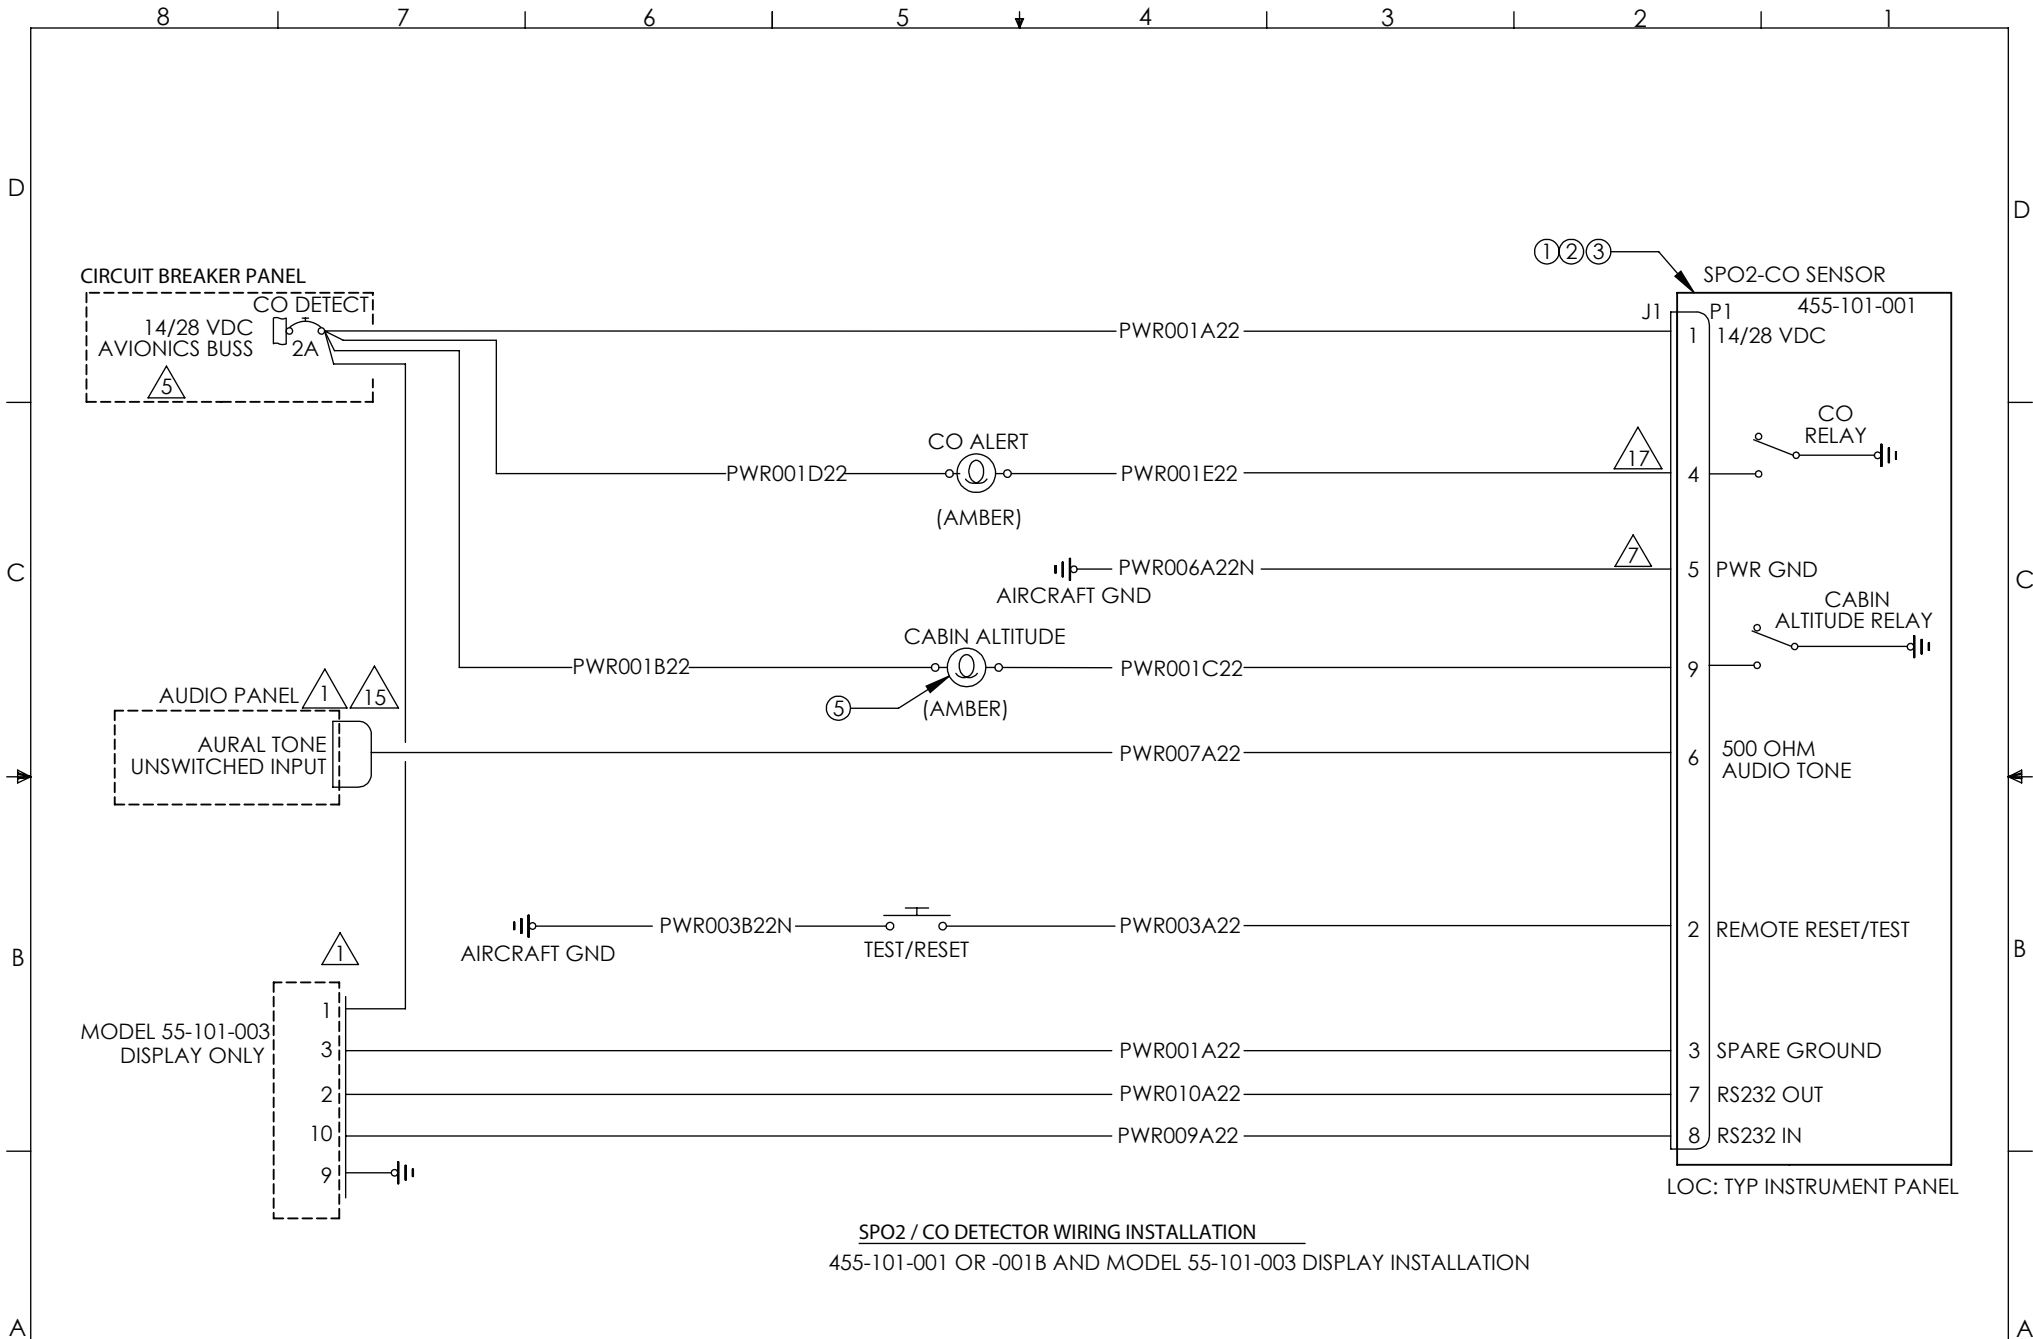 8 7 6 5 4 3 2 1
D
D
CIRCUIT BREAKER PANEL
CO DETECT
14/28 VDC
AVIONICS BUSS
2A
5
1 2 3
SPO2-CO SENSOR
455-101-001
J1
P1
PWR001A22
1
14/28 VDC
CO ALERT
PWR001D22
PWR001E22
(AMBER)
17
4
CO
RELAY
C
C
PWR006A22N
AIRCRAFT GND
7
5
PWR GND
CABIN
ALTITUDE RELAY
CABIN ALTITUDE
PWR001B22
PWR001C22
5
(AMBER)
9
AUDIO PANEL
1
15
AURAL TONE
UNSWITCHED INPUT
PWR007A22
6
500 OHM
AUDIO TONE
B
B
AIRCRAFT GND
PWR003B22N
TEST/RESET
PWR003A22
2
REMOTE RESET/TEST
1
MODEL 55-101-003
DISPLAY ONLY
1
3
PWR001A22
3
SPARE GROUND
2
PWR010A22
7
RS232 OUT
10
PWR009A22
8
RS232 IN
9
LOC: TYP INSTRUMENT PANEL
SPO2 / CO DETECTOR WIRING INSTALLATION
455-101-001 OR -001B AND MODEL 55-101-003 DISPLAY INSTALLATION
A
A